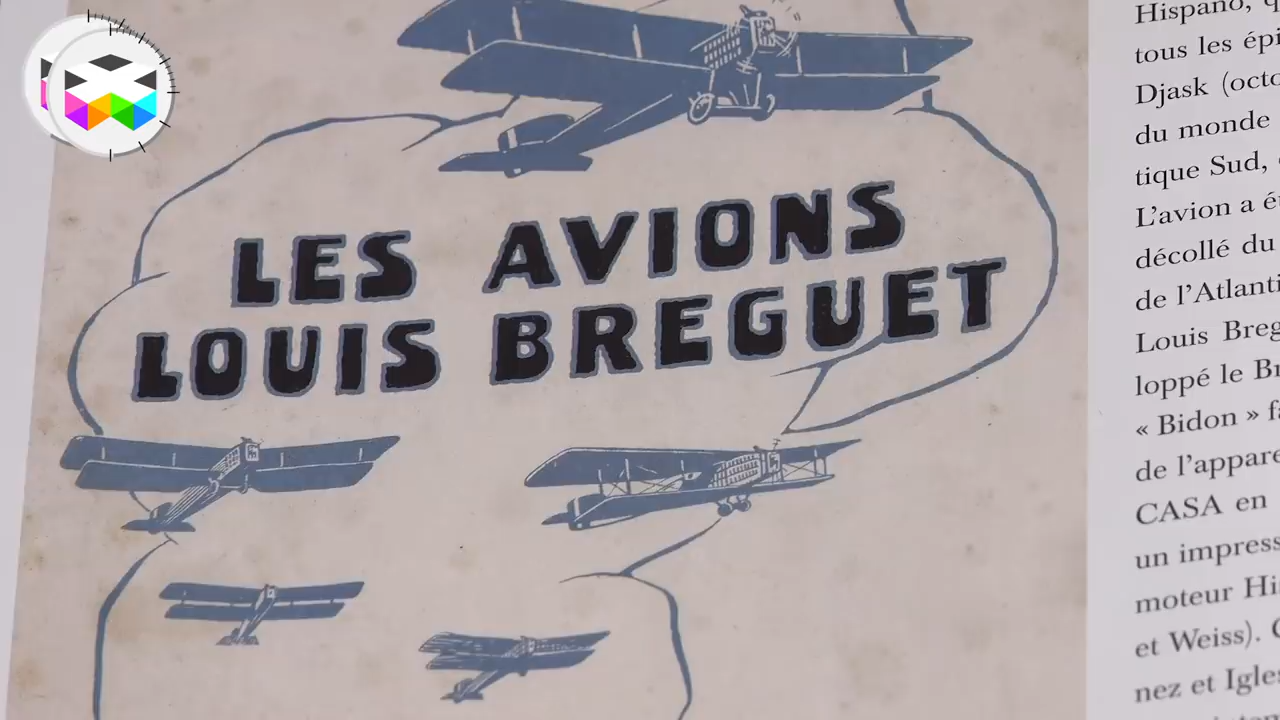 LES AVIONS
LOUIS BREGUET
Hispano,
tous les
Djask
du monde
tique Sud,
L'avion a
décollé du
de l'Atlanti
Louis Breg
loppé le
« Bidon »
de l'appare
CASA en
un impress
moteur
et Weiss).
nez et Igles